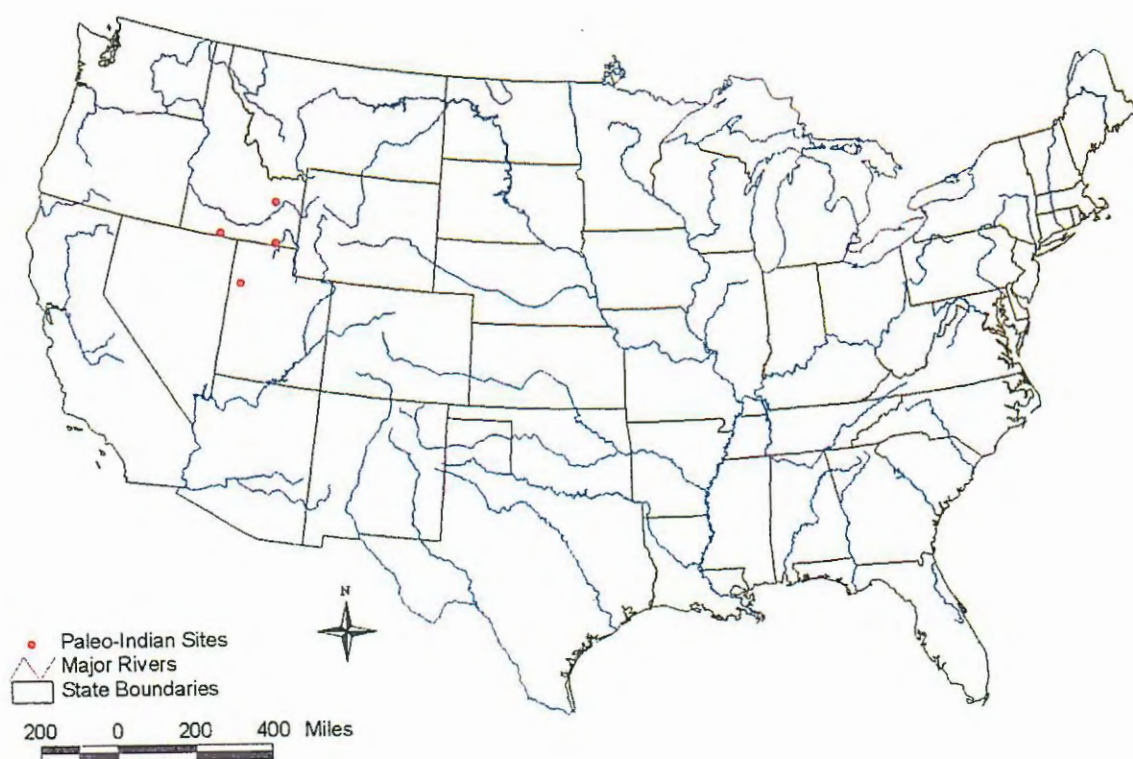 N
Paleo-Indian Sites
Major Rivers
State Boundaries
200 0 200 400 Miles